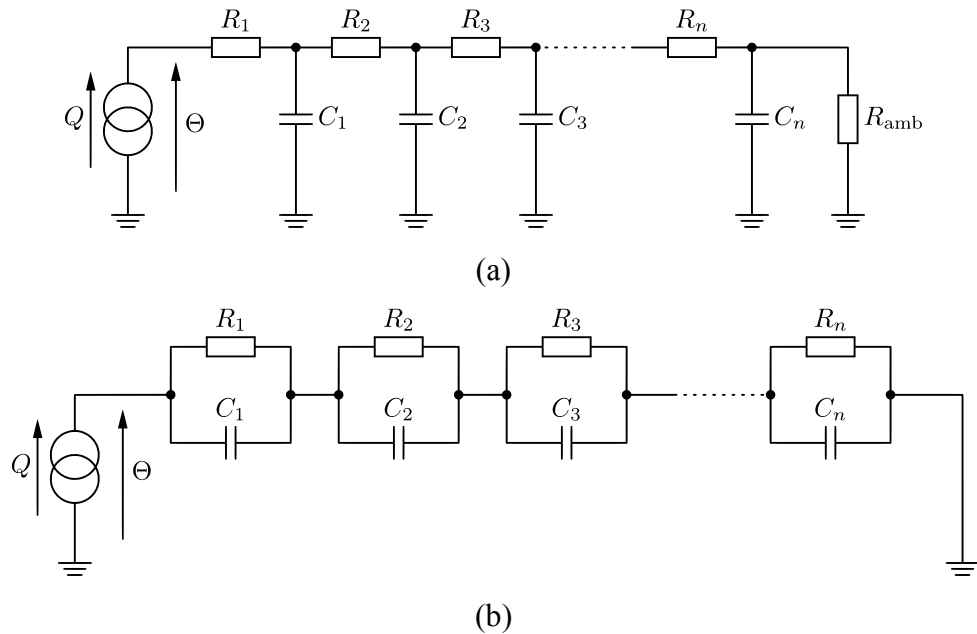 R1 R2 R3 Rn
Q Θ C1 C2 C3 Cn Ramb
(a)
R1 R2 R3 Rn
C1 C2 C3 Cn
Q Θ
(b)